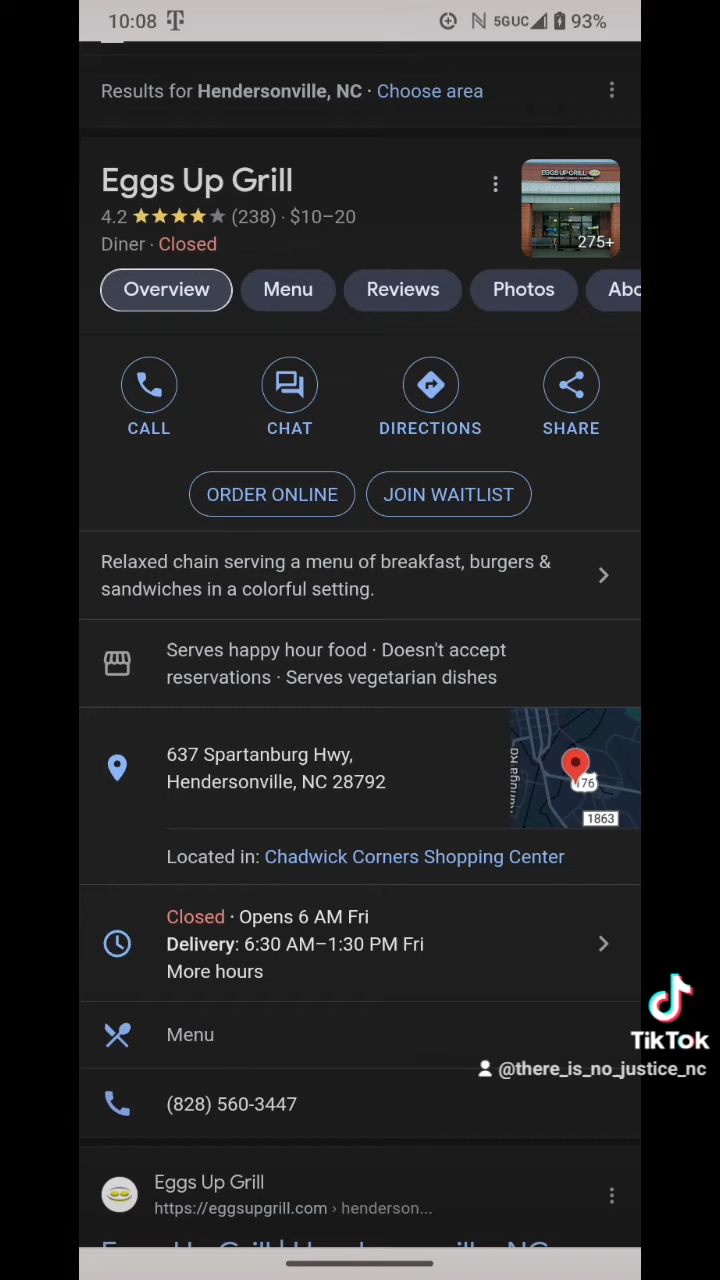 10:08
5GUC 93%
Results for Hendersonville, NC · Choose area
Eggs Up Grill
4.2 (238) · $10–20
Diner · Closed
EGGS UP GRILL
275+
Overview Menu Reviews Photos Abo
CALL CHAT DIRECTIONS SHARE
ORDER ONLINE JOIN WAITLIST
Relaxed chain serving a menu of breakfast, burgers &
sandwiches in a colorful setting.
Serves happy hour food · Doesn't accept
reservations · Serves vegetarian dishes
637 Spartanburg Hwy,
Hendersonville, NC 28792
176
1863
Located in: Chadwick Corners Shopping Center
Closed · Opens 6 AM Fri
Delivery: 6:30 AM–1:30 PM Fri
More hours
Menu
TikTok
@there_is_no_justice_nc
(828) 560-3447
Eggs Up Grill
https://eggsupgrill.com › henderson...